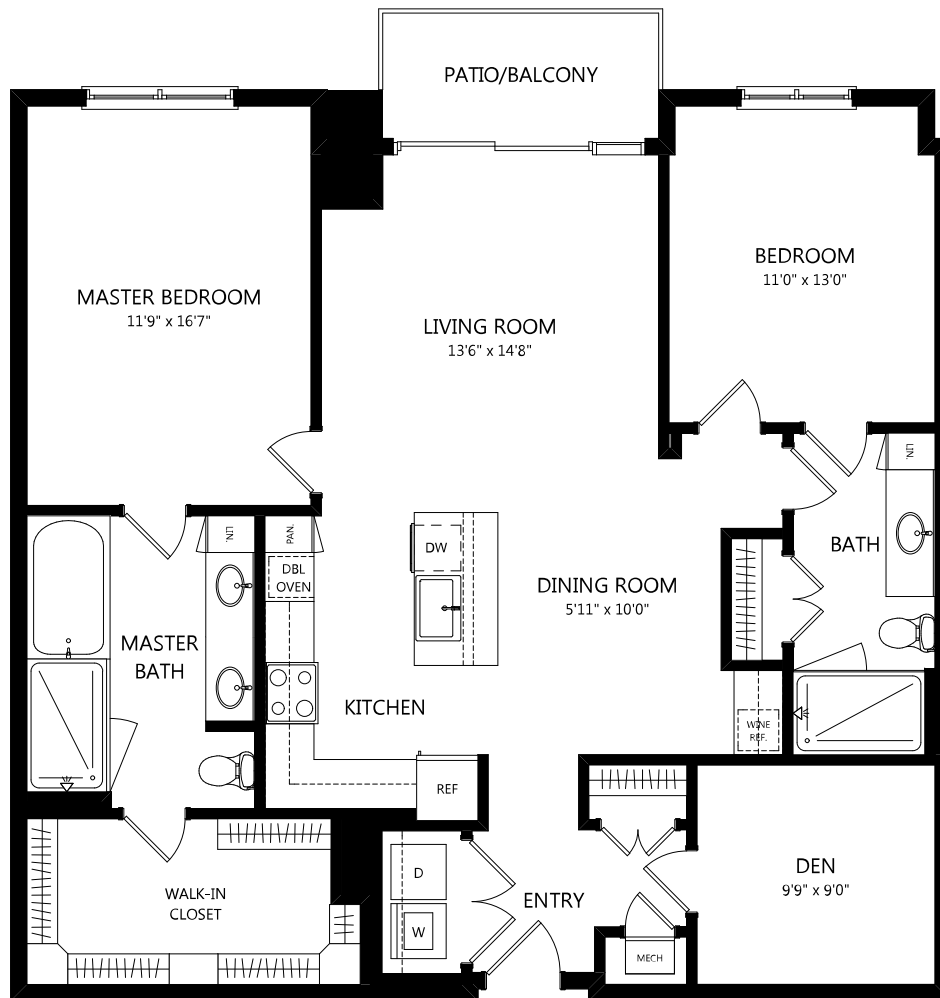 PATIO/BALCONY
MASTER BEDROOM
11'9" x 16'7"
LIVING ROOM
13'6" x 14'8"
BEDROOM
11'0" x 13'0"
LIN.
PAN.
LIN.
DW
DBL
OVEN
BATH
DINING ROOM
5'11" x 10'0"
MASTER
BATH
KITCHEN
WINE
REF.
REF
D
W
ENTRY
DEN
9'9" x 9'0"
WALK-IN
CLOSET
MECH